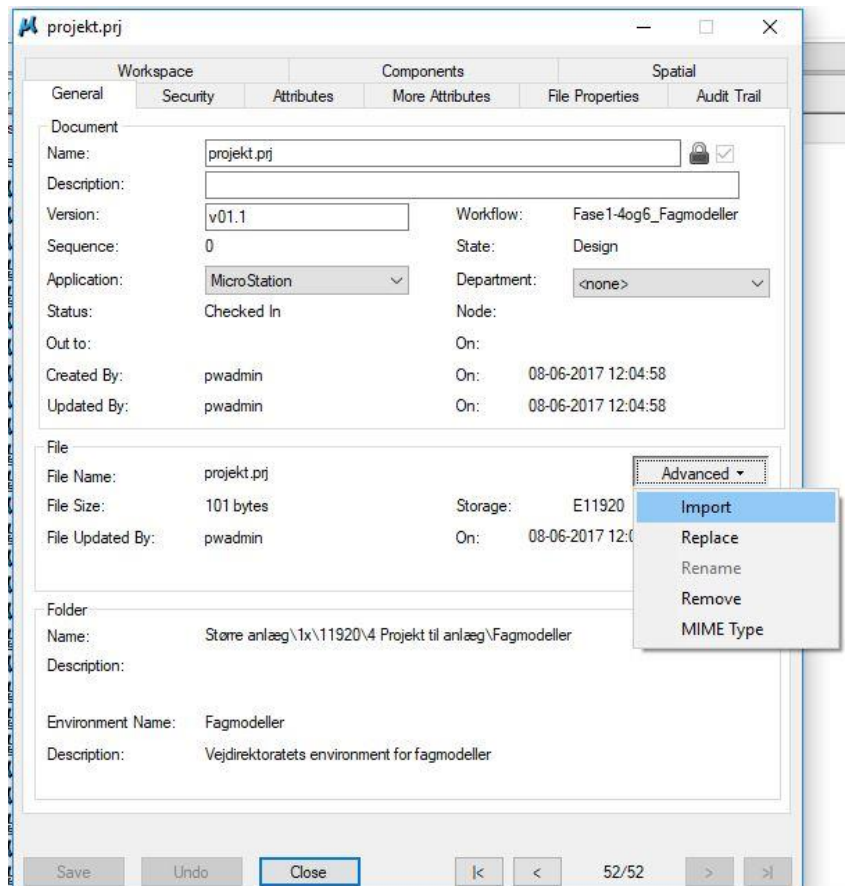 projekt.prj
Workspace Components Spatial
General Security Attributes More Attributes File Properties Audit Trail
Document
Name: projekt.prj
Description:
Version: v01.1 Workflow: Fase1-4og6_Fagmodeller
Sequence: 0 State: Design
Application: MicroStation Department: <none>
Status: Checked In Node:
Out to: On:
Created By: pwadmin On: 08-06-2017 12:04:58
Updated By: pwadmin On: 08-06-2017 12:04:58
File
File Name: projekt.prj Advanced
File Size: 101 bytes Storage: E11920 Import
File Updated By: pwadmin On: 08-06-2017 12:0 Replace
Rename
Remove
MIME Type
Folder
Name: Større anlæg\1x\11920\4 Projekt til anlæg\Fagmodeller
Description:
Environment Name: Fagmodeller
Description: Vejdirektoratets environment for fagmodeller
Save Undo Close |< < 52/52 > >|